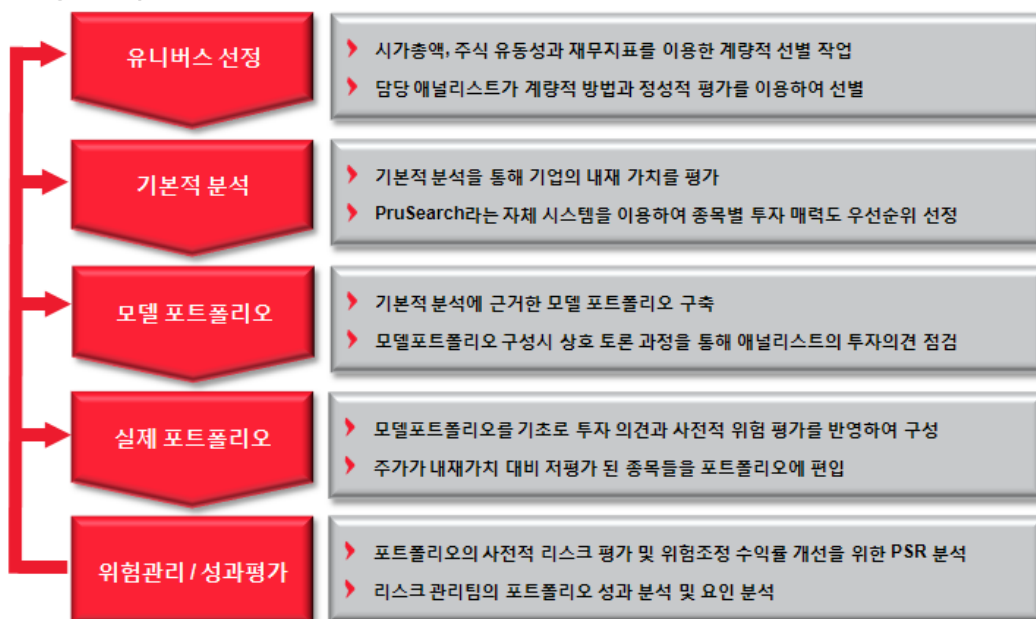 유니버스 선정
시가총액, 주식 유동성과 재무지표를 이용한 계량적 선별 작업
담당 애널리스트가 계량적 방법과 정성적 평가를 이용하여 선별
기본적 분석
기본적 분석을 통해 기업의 내재 가치를 평가
PruSearch라는 자체 시스템을 이용하여 종목별 투자 매력도 우선순위 선정
모델 포트폴리오
기본적 분석에 근거한 모델 포트폴리오 구축
모델포트폴리오 구성시 상호 토론 과정을 통해 애널리스트의 투자의견 점검
실제 포트폴리오
모델포트폴리오를 기초로 투자 의견과 사전적 위험 평가를 반영하여 구성
주가가 내재가치 대비 저평가 된 종목들을 포트폴리오에 편입
위험관리 / 성과평가
포트폴리오의 사전적 리스크 평가 및 위험조정 수익률 개선을 위한 PSR 분석
리스크 관리팀의 포트폴리오 성과 분석 및 요인 분석